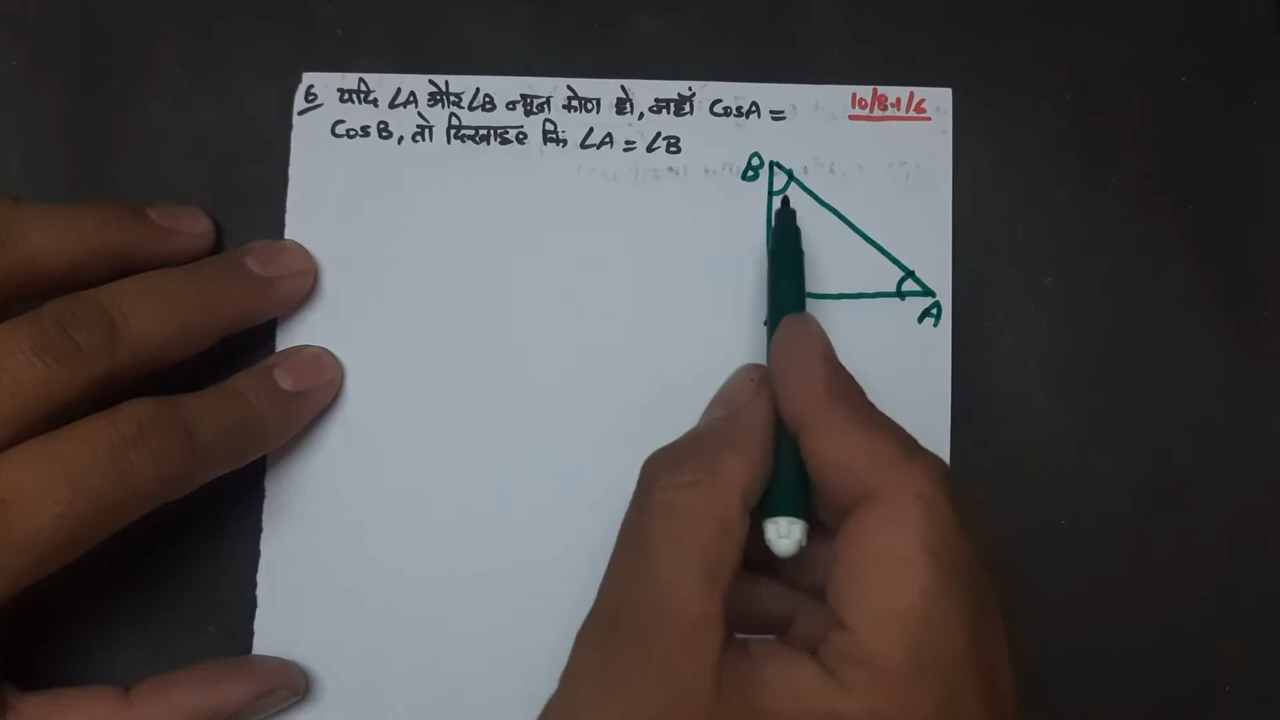 6 यदि ∠A और ∠B न्यून कोण हो, जहाँ CosA =
10/8.1/6
CosB, तो दिखाइए कि ∠A = ∠B
B
A